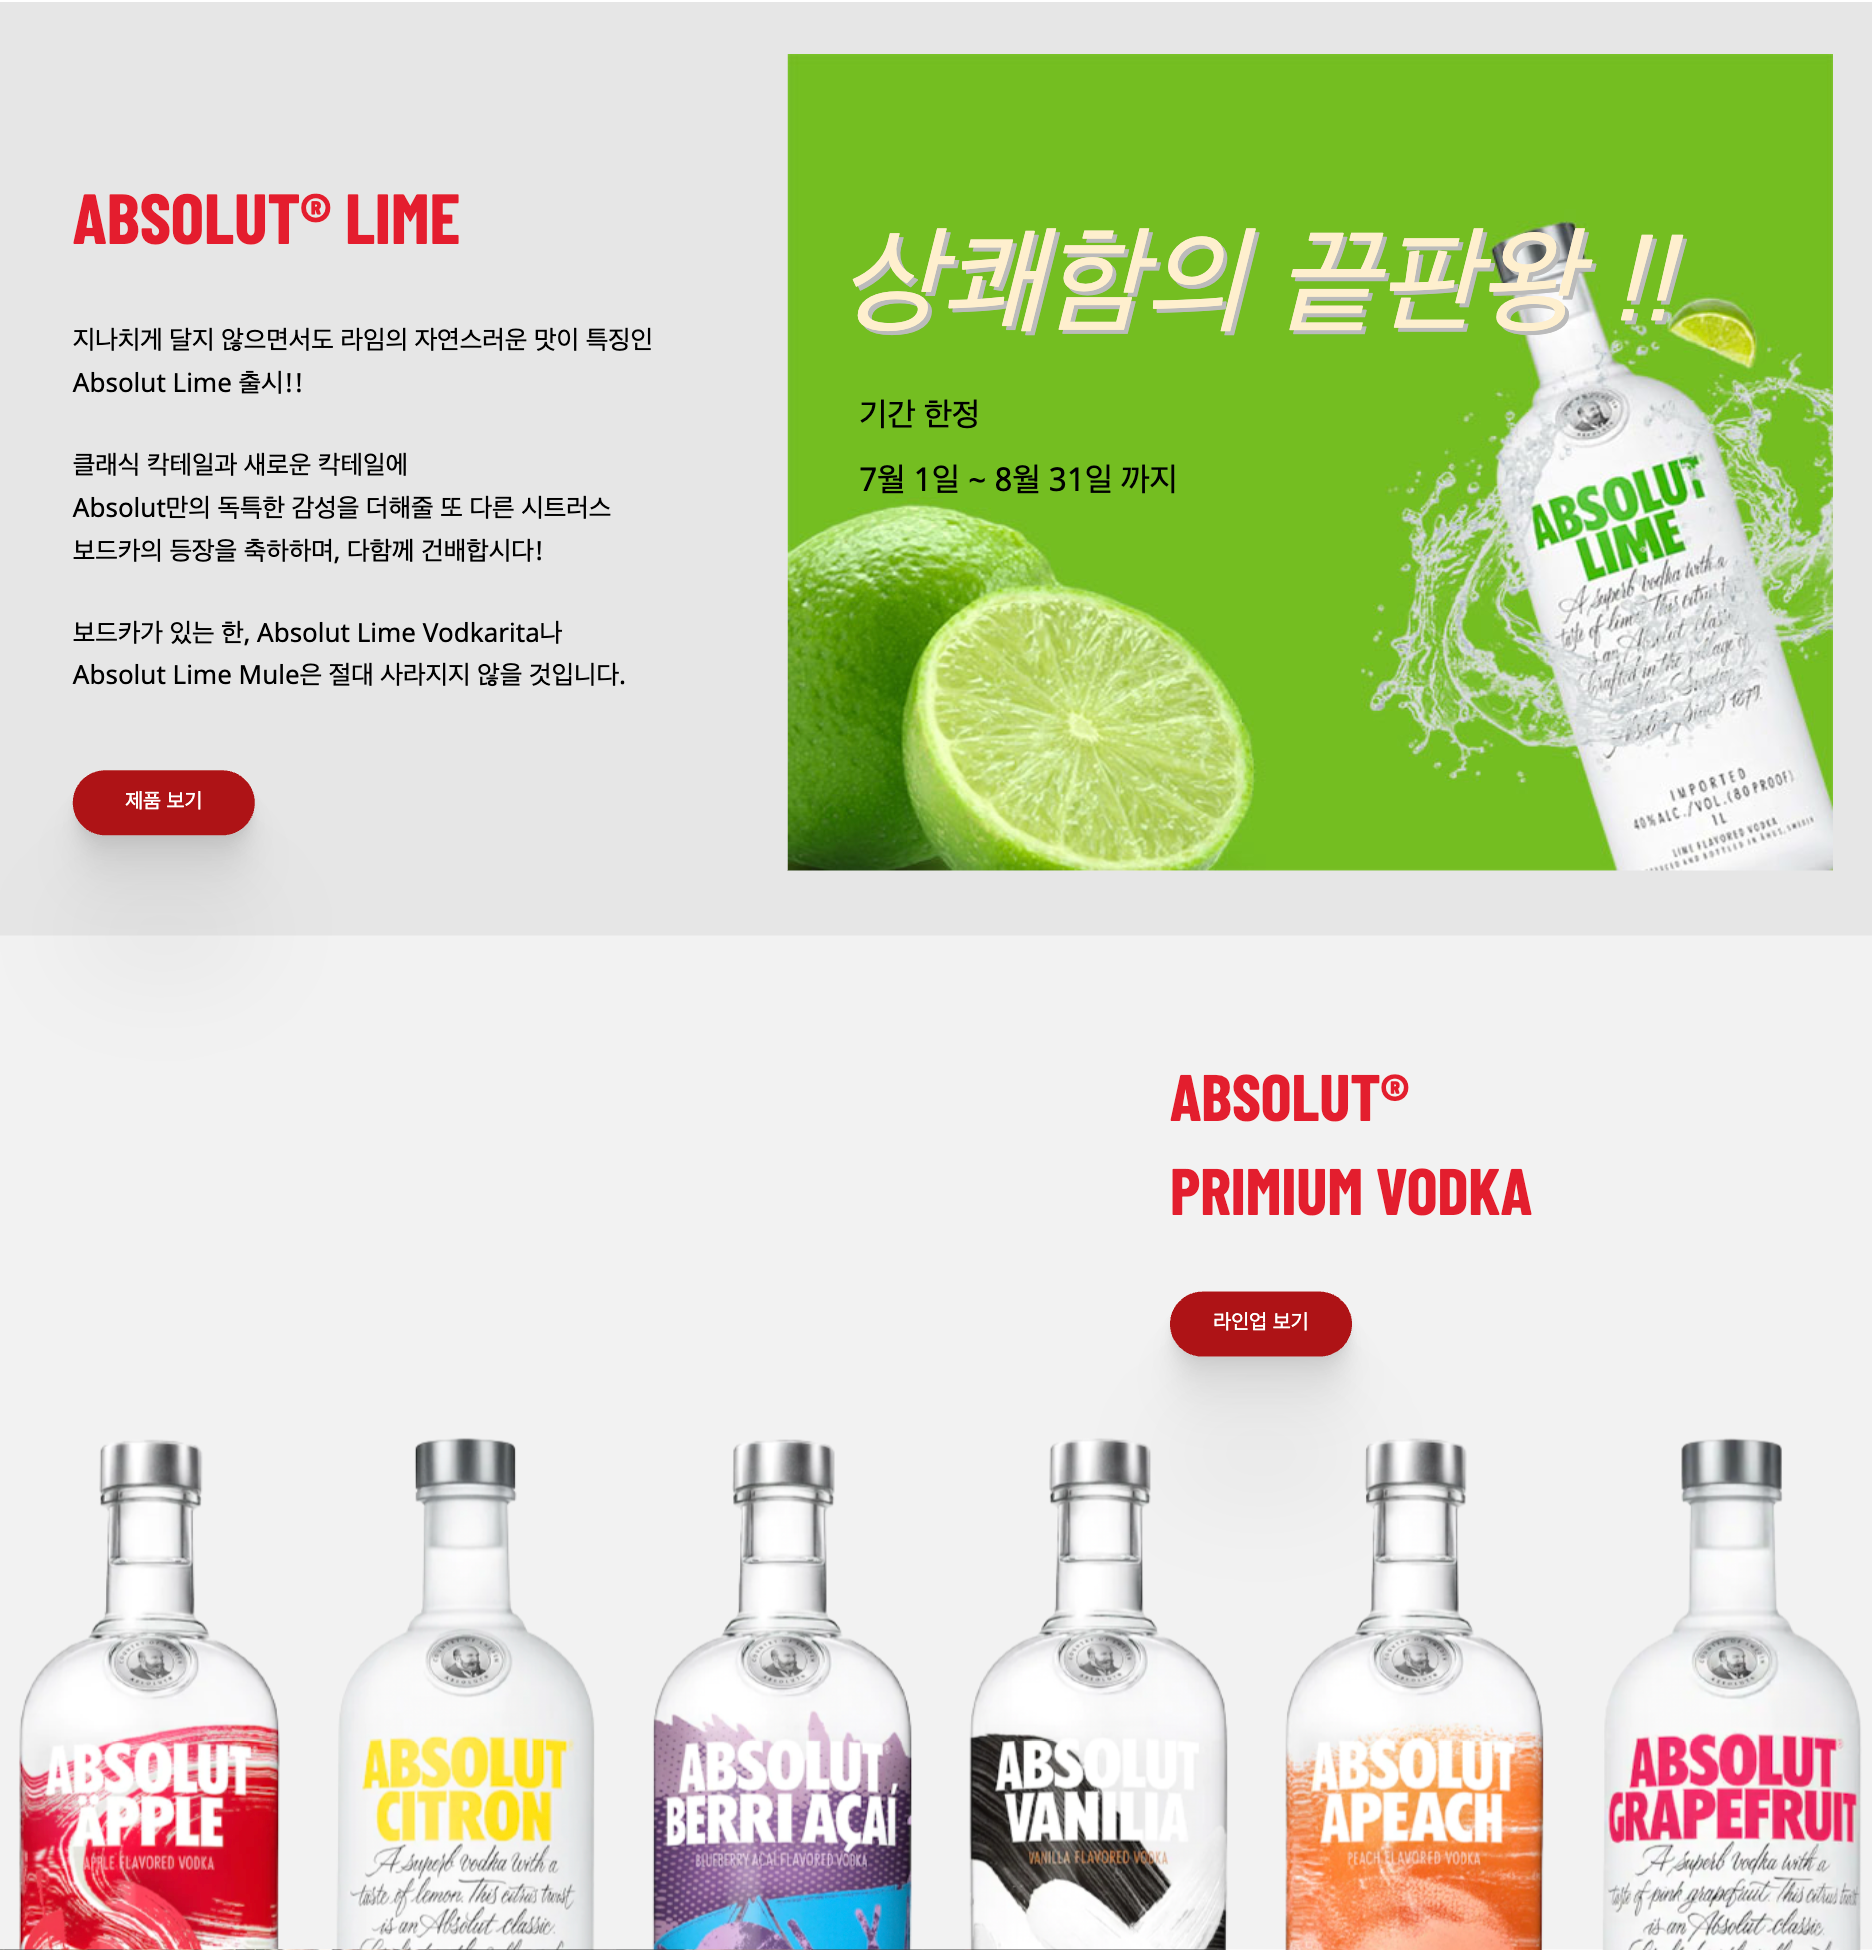 ABSOLUT® LIME
지나치게 달지 않으면서도 라임의 자연스러운 맛이 특징인
Absolut Lime 출시!!
클래식 칵테일과 새로운 칵테일에
Absolut만의 독특한 감성을 더해줄 또 다른 시트러스
보드카의 등장을 축하하며, 다함께 건배합시다!
보드카가 있는 한, Absolut Lime Vodkarita나
Absolut Lime Mule은 절대 사라지지 않을 것입니다.
제품 보기
상쾌함의 끝판왕 !!
기간 한정
7월 1일 ~ 8월 31일 까지
ABSOLUT
LIME
A superb vodka with a
taste of lime. This citrus
is an Absolut classic
Crafted in the village of
Since 1879.
IMPORTED
40%ALC./VOL.(80 PROOF)
1L
LIME FLAVORED VODKA
PRODUCED AND BOTTLED IN ÅHUS, SWEDEN
ABSOLUT®
PRIMIUM VODKA
라인업 보기
ABSOLUT
ÄPPLE
APPLE FLAVORED VODKA
ABSOLUT
CITRON
A superb vodka with a
taste of lemon. This citrus twist
is an Absolut classic.
ABSOLUT
BERRI AÇAÍ
BLUEBERRY AÇAÍ FLAVORED VODKA
ABSOLUT
VANILIA
VANILLA FLAVORED VODKA
ABSOLUT
APEACH
PEACH FLAVORED VODKA
ABSOLUT
GRAPEFRUIT
A superb vodka with a
taste of pink grapefruit. This citrus twist
is an Absolut classic